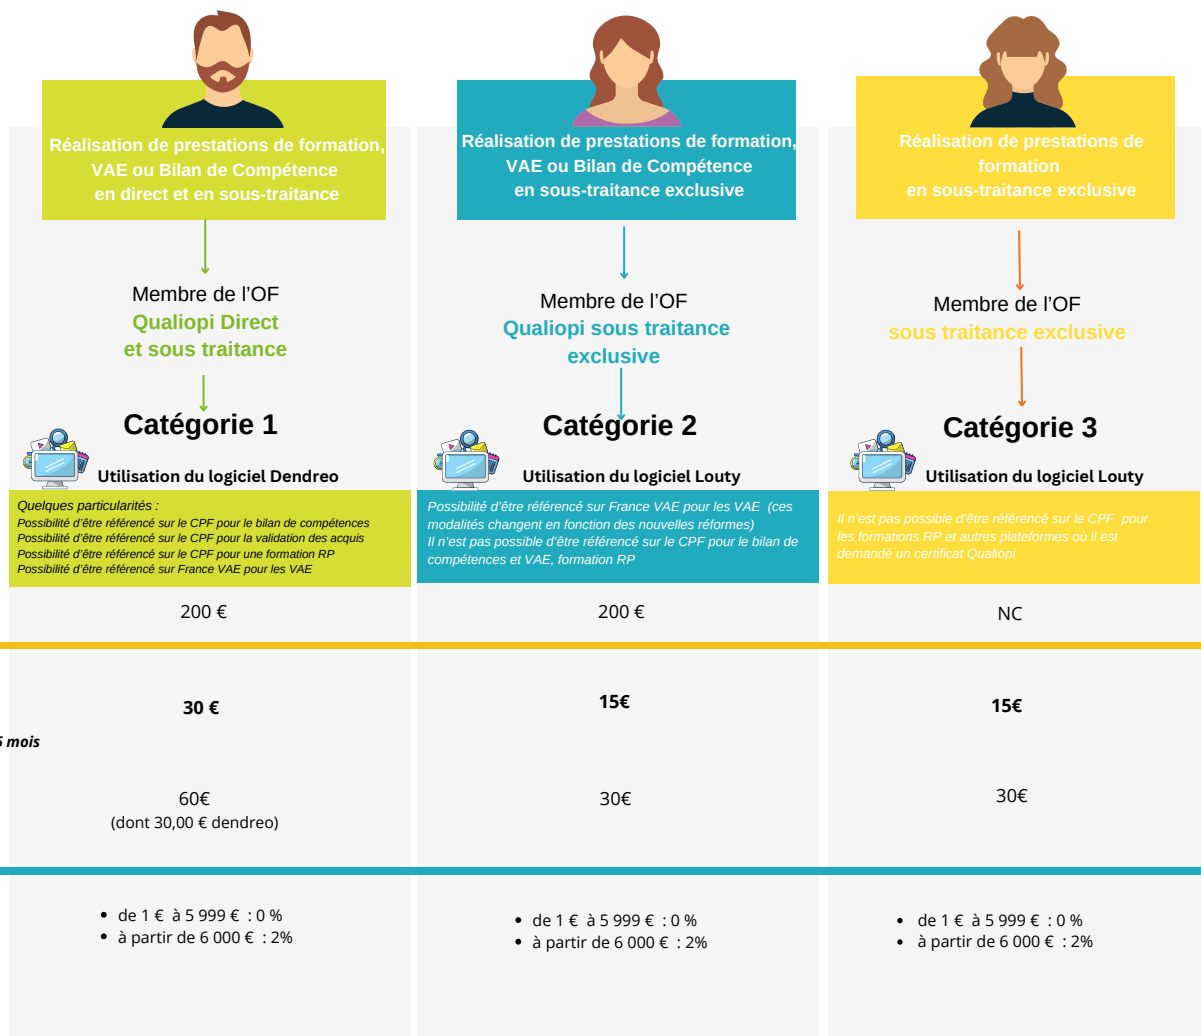 Réalisation de prestations de formation,
VAE ou Bilan de Compétence
en direct et en sous-traitance
Membre de l'OF
Qualiopi Direct
et sous traitance
Catégorie 1
Utilisation du logiciel Dendreo
Quelques particularités :
Possibilité d'être référencé sur le CPF pour le bilan de compétences
Possibilité d'être référencé sur le CPF pour la validation des acquis
Possibilité d'être référencé sur le CPF pour une formation RP
Possibilité d'être référencé sur France VAE pour les VAE
200 €
30 €
mois
60€
(dont 30,00 € dendreo)
• de 1 € à 5 999 € : 0 %
• à partir de 6 000 € : 2%
Réalisation de prestations de formation,
VAE ou Bilan de Compétence
en sous-traitance exclusive
Membre de l'OF
Qualiopi sous traitance
exclusive
Catégorie 2
Utilisation du logiciel Louty
Possibilité d'être référencé sur France VAE pour les VAE (ces
modalités changent en fonction des nouvelles réformes)
Il n'est pas possible d'être référencé sur le CPF pour le bilan de
compétences et VAE, formation RP
200 €
15€
30€
• de 1 € à 5 999 € : 0 %
• à partir de 6 000 € : 2%
Réalisation de prestations de
formation
en sous-traitance exclusive
Membre de l'OF
sous traitance exclusive
Catégorie 3
Utilisation du logiciel Louty
Il n'est pas possible d'être référencé sur le CPF pour
les formations RP et autres plateformes où il est
demandé un certificat Qualiopi
NC
15€
30€
• de 1 € à 5 999 € : 0 %
• à partir de 6 000 € : 2%